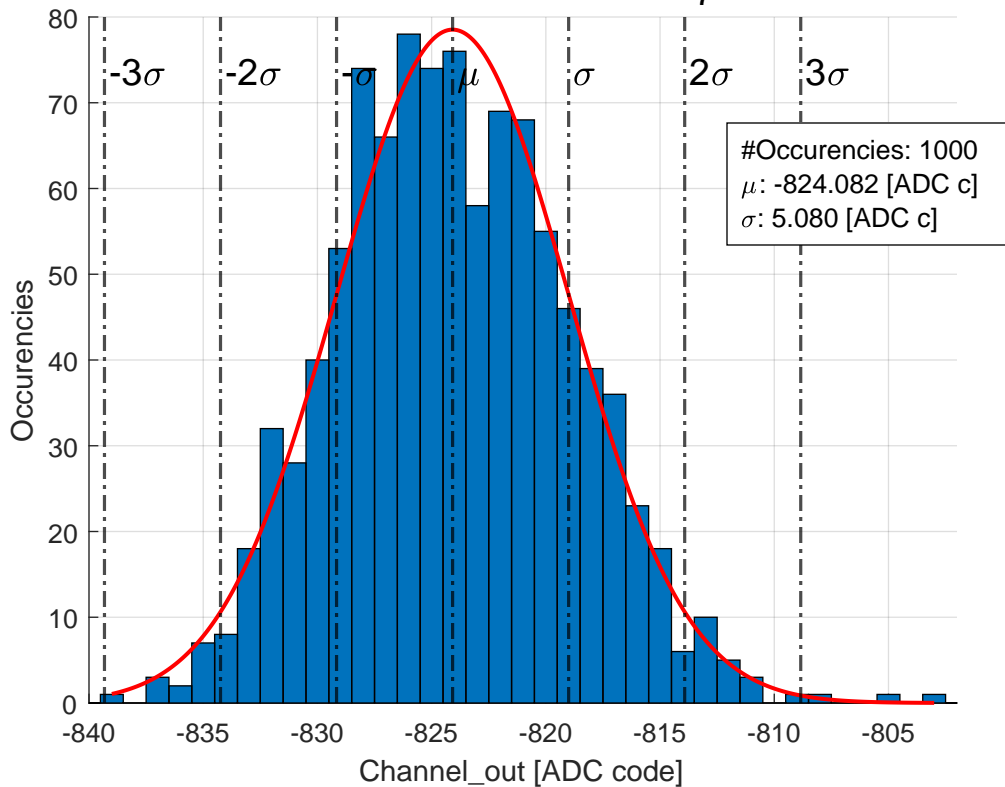 80
70
60
50
40
30
20
10
0
Occurencies
-3σ
-2σ
-σ
μ
σ
2σ
3σ
#Occurencies: 1000
μ: -824.082 [ADC c]
σ: 5.080 [ADC c]
-840
-835
-830
-825
-820
-815
-810
-805
Channel_out [ADC code]